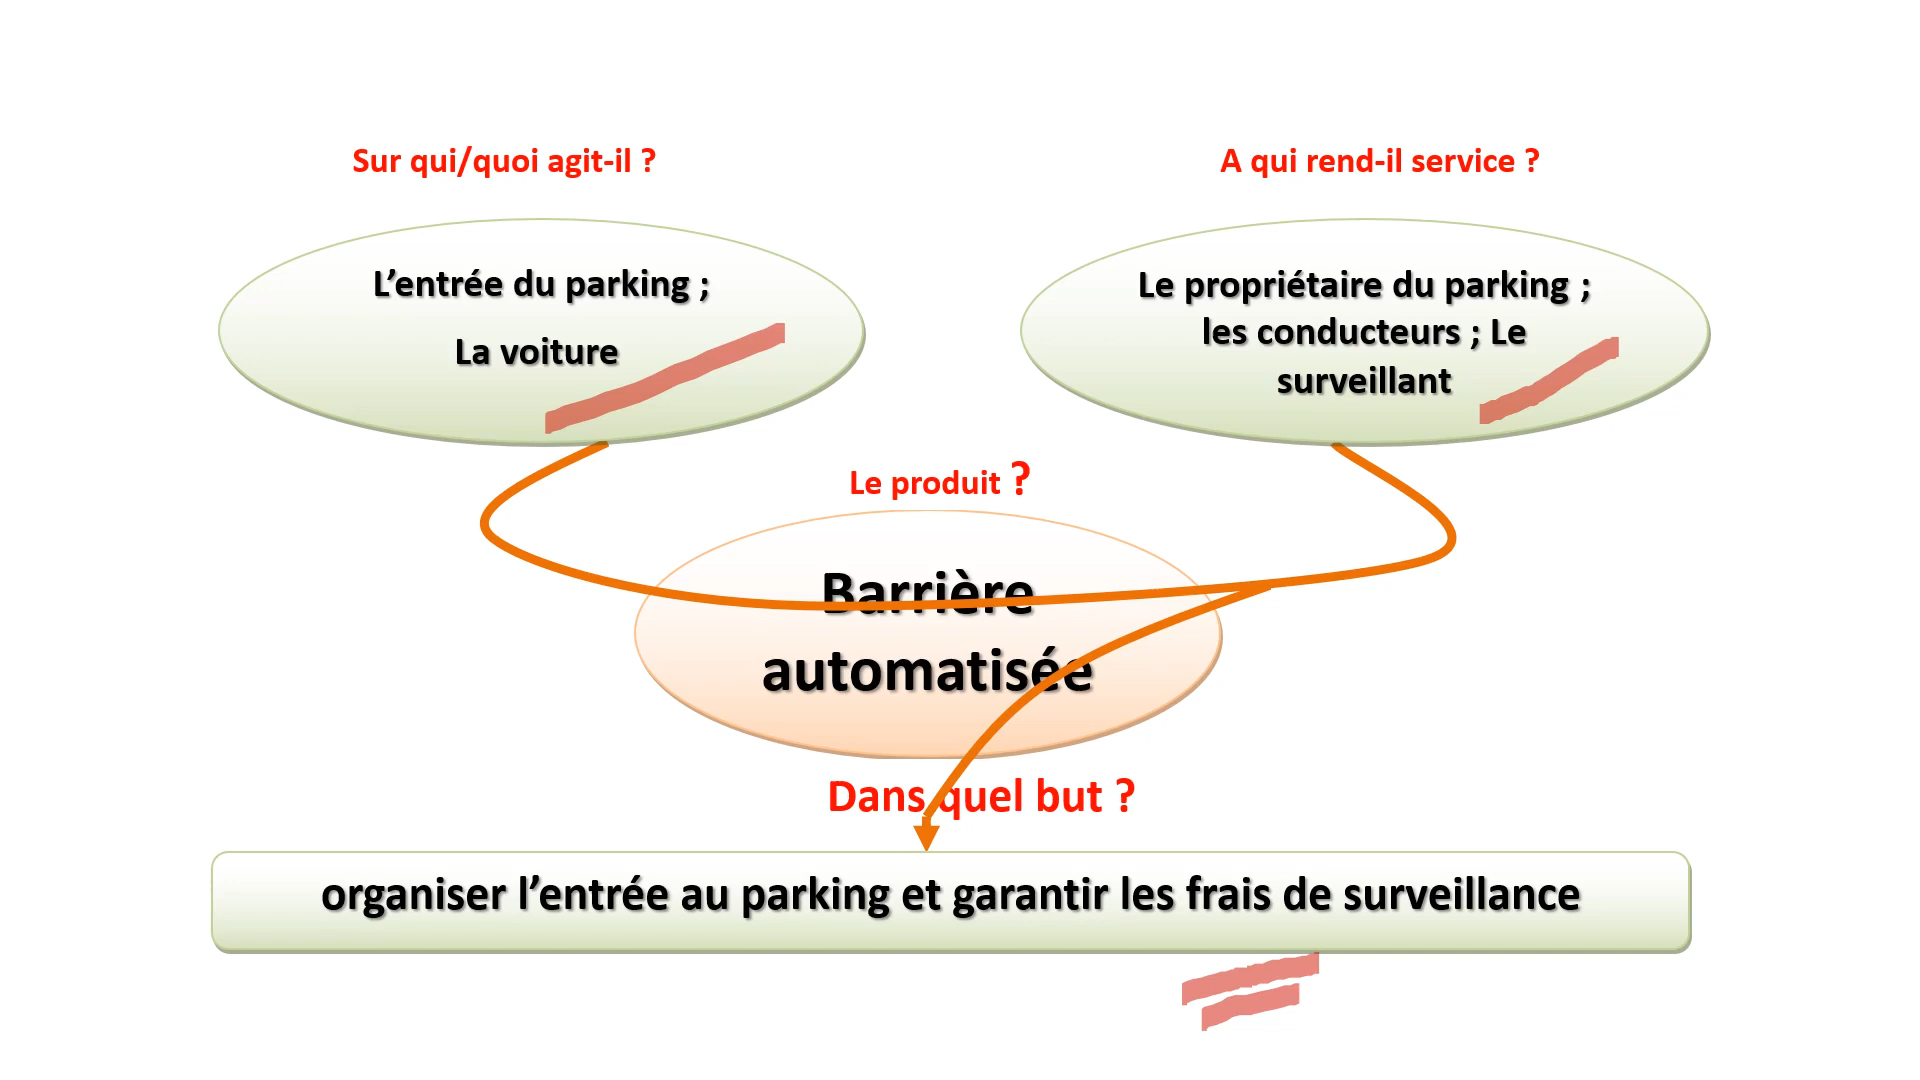 Sur qui/quoi agit-il ?
A qui rend-il service ?
L’entrée du parking ;
La voiture
Le propriétaire du parking ;
les conducteurs ; Le
surveillant
Le produit ?
Barrière
automatisée
Dans quel but ?
organiser l’entrée au parking et garantir les frais de surveillance